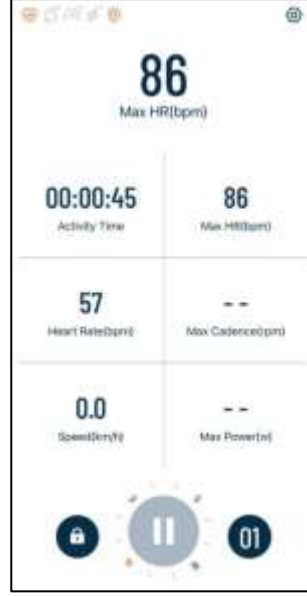 86
Max HR(bpm)
00:00:45
Activity Time
86
Max HR(bpm)
57
Heart Rate(bpm)
- -
Max Cadence(rpm)
0.0
Speed(km/h)
- -
Max Power(w)
01